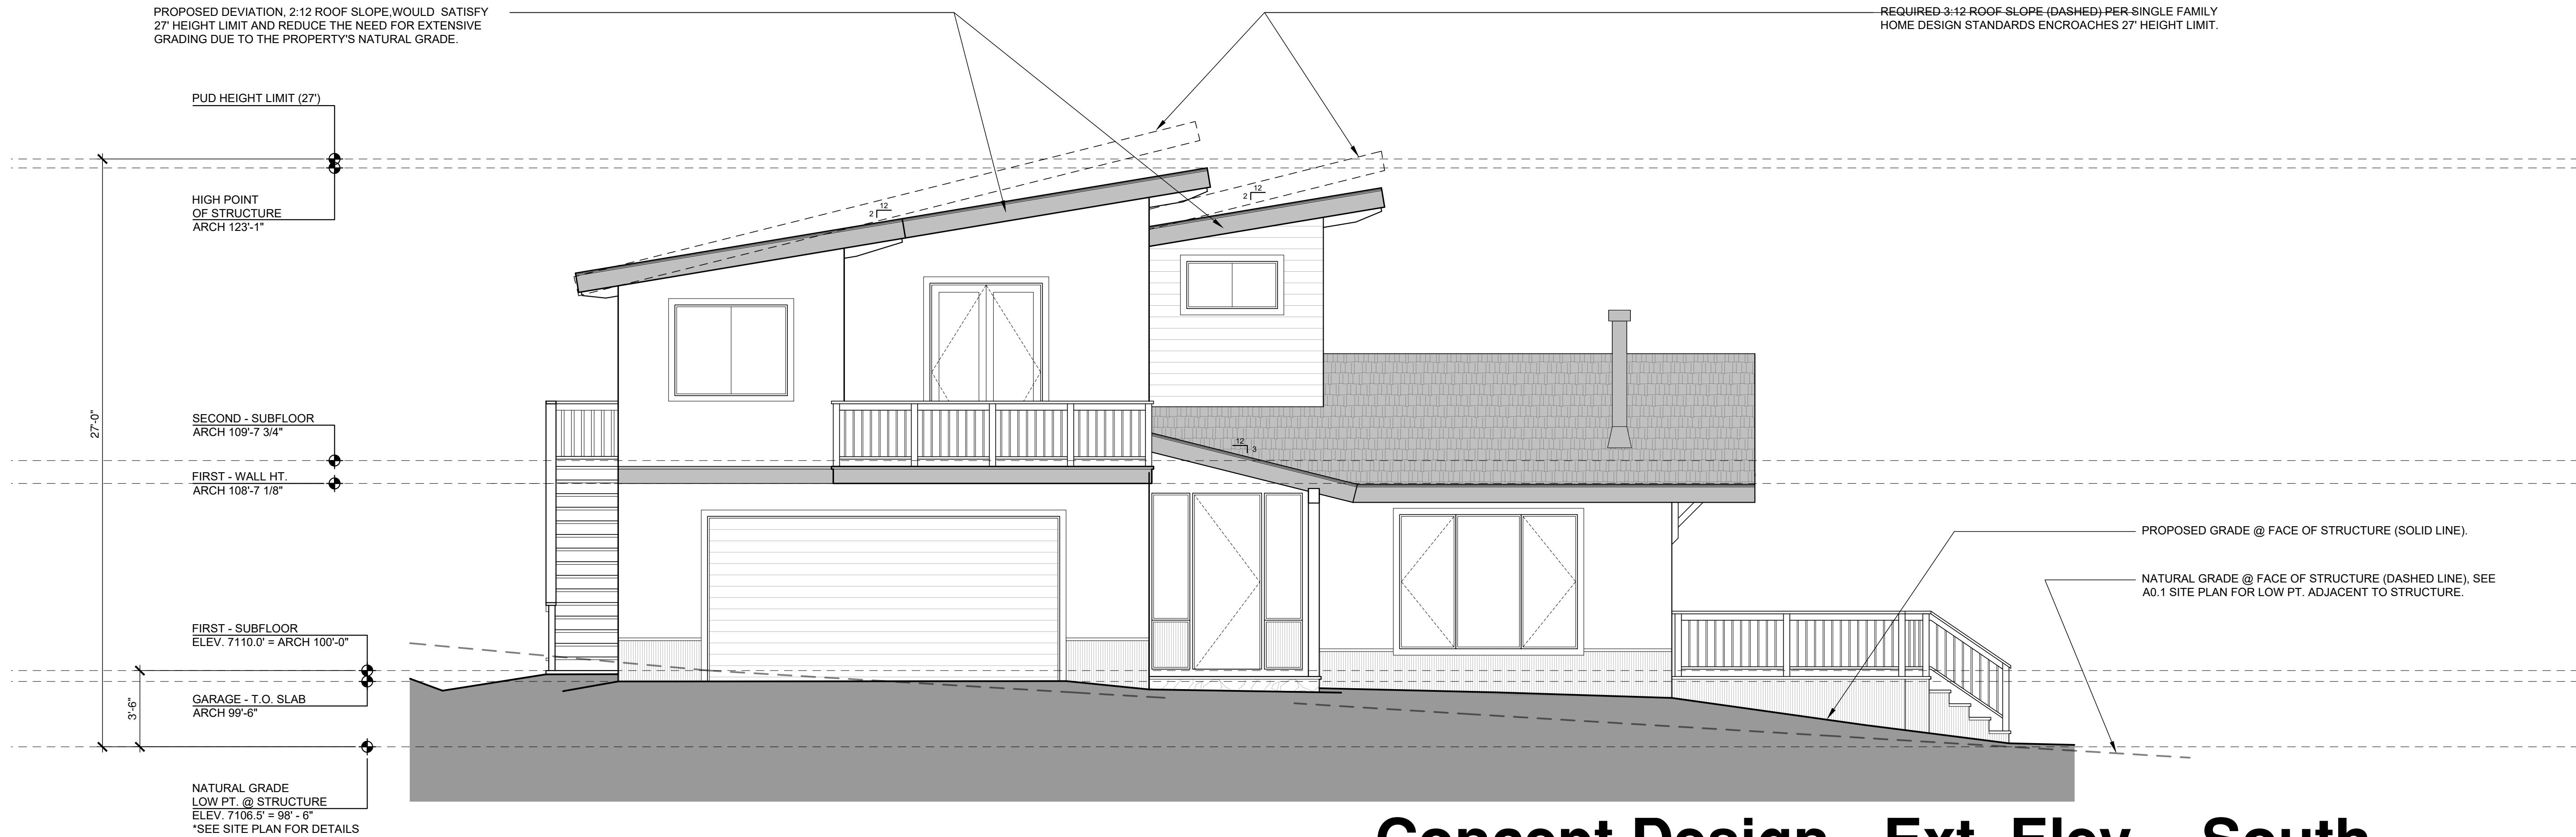 PROPOSED DEVIATION, 2:12 ROOF SLOPE,WOULD SATISFY
27' HEIGHT LIMIT AND REDUCE THE NEED FOR EXTENSIVE
GRADING DUE TO THE PROPERTY'S NATURAL GRADE.
REQUIRED 3:12 ROOF SLOPE (DASHED) PER SINGLE FAMILY
HOME DESIGN STANDARDS ENCROACHES 27' HEIGHT LIMIT.
PUD HEIGHT LIMIT (27')
HIGH POINT
OF STRUCTURE
ARCH 123'-1"
12
2
12
2
27'-0"
SECOND - SUBFLOOR
ARCH 109'-7 3/4"
12
3
FIRST - WALL HT.
ARCH 108'-7 1/8"
PROPOSED GRADE @ FACE OF STRUCTURE (SOLID LINE).
NATURAL GRADE @ FACE OF STRUCTURE (DASHED LINE), SEE
A0.1 SITE PLAN FOR LOW PT. ADJACENT TO STRUCTURE.
FIRST - SUBFLOOR
ELEV. 7110.0' = ARCH 100'-0"
GARAGE - T.O. SLAB
ARCH 99'-6"
3'-6"
NATURAL GRADE
LOW PT. @ STRUCTURE
ELEV. 7106.5' = 98' - 6"
*SEE SITE PLAN FOR DETAILS
Concept Design - Ext. Elev. - South